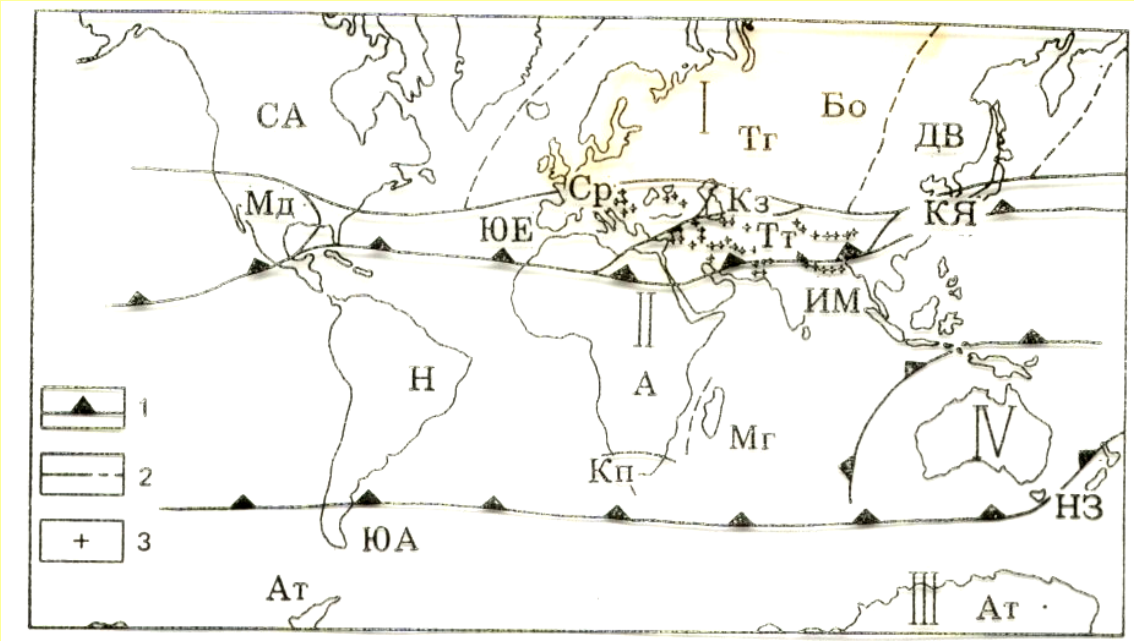 СА
I
Бо
Тг
ДВ
Ср
Мд
Кз
КЯ
ЮЕ
Тт
ИМ
II
Н
А
IV
1
Мг
Кп
2
НЗ
3
ЮА
Ат
III
Ат